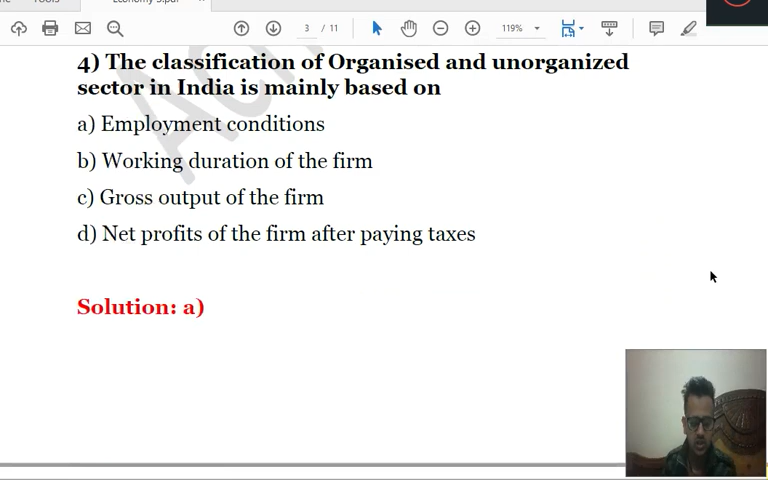 3 / 11
119%
4) The classification of Organised and unorganized
sector in India is mainly based on
a) Employment conditions
b) Working duration of the firm
c) Gross output of the firm
d) Net profits of the firm after paying taxes
Solution: a)